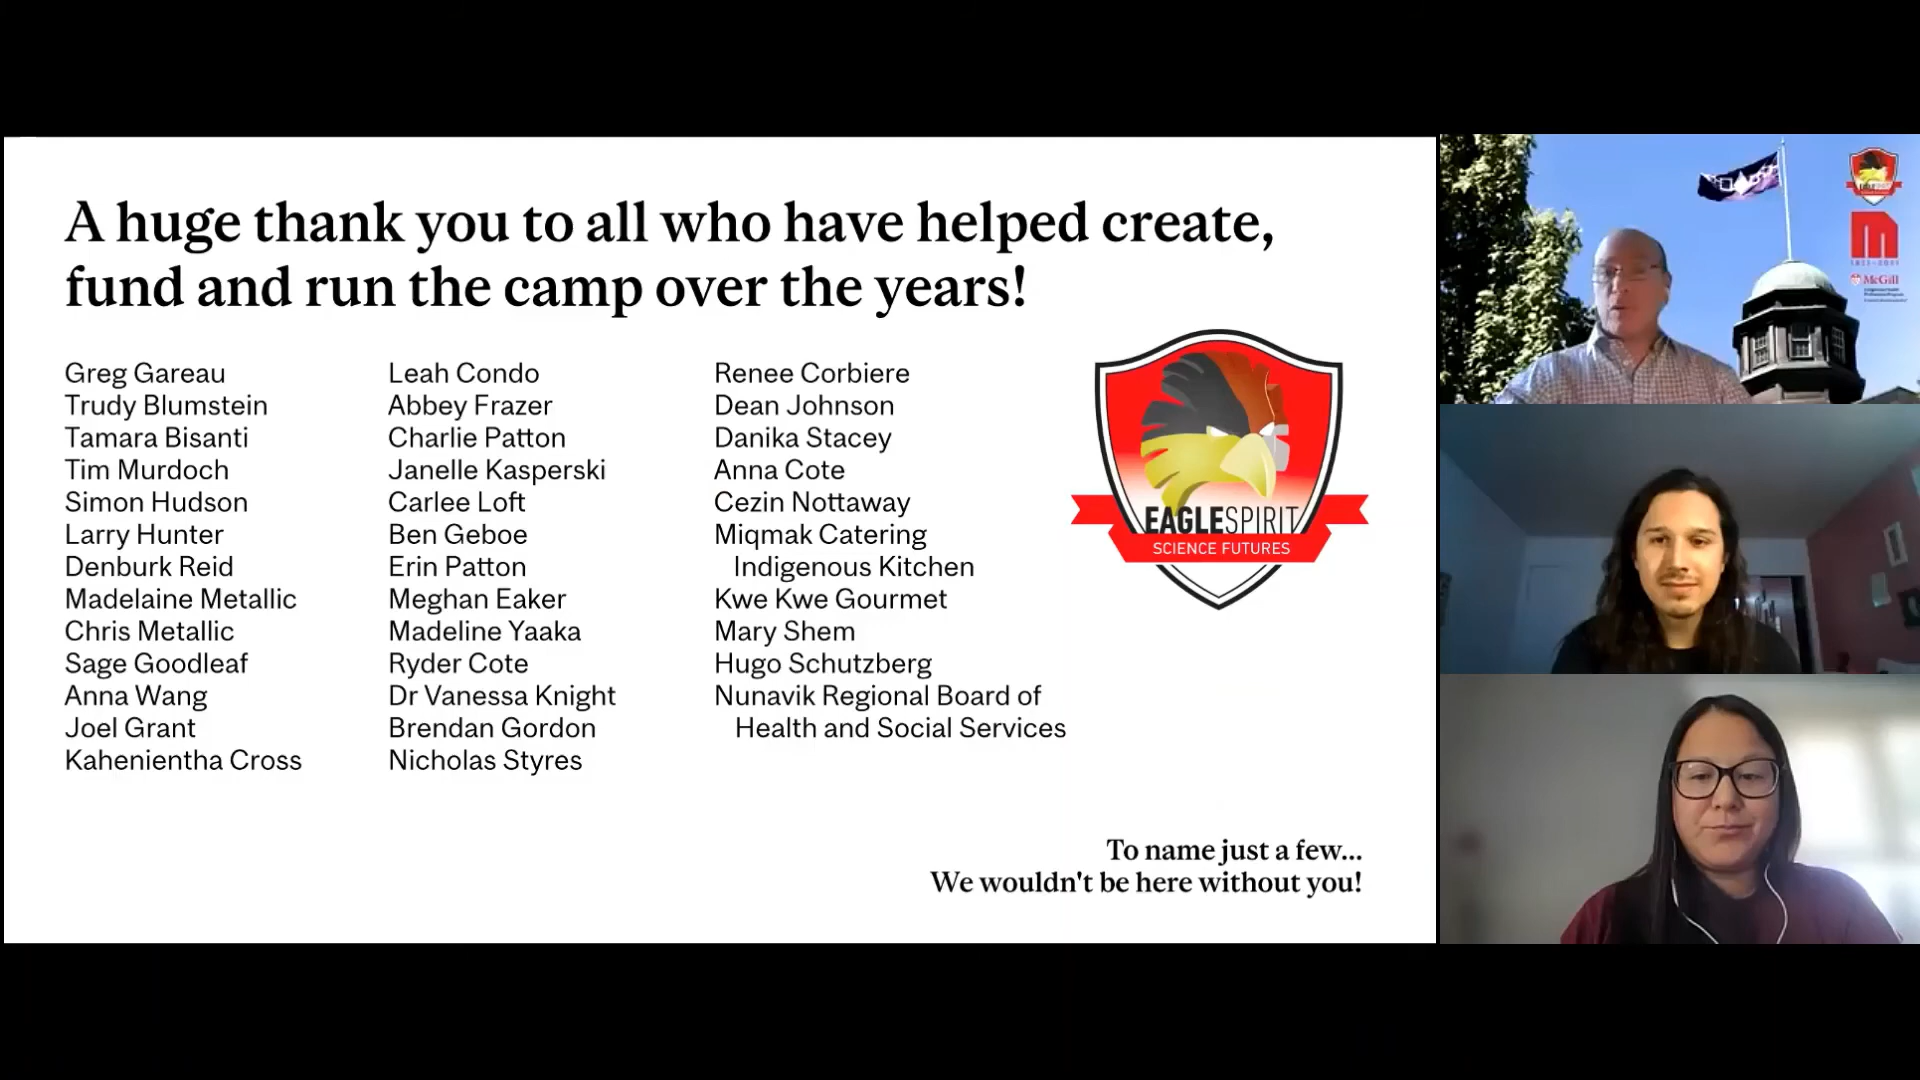 A huge thank you to all who have helped create,
fund and run the camp over the years!
Greg Gareau
Trudy Blumstein
Tamara Bisanti
Tim Murdoch
Simon Hudson
Larry Hunter
Denburk Reid
Madelaine Metallic
Chris Metallic
Sage Goodleaf
Anna Wang
Joel Grant
Kahenientha Cross
Leah Condo
Abbey Frazer
Charlie Patton
Janelle Kasperski
Carlee Loft
Ben Geboe
Erin Patton
Meghan Eaker
Madeline Yaaka
Ryder Cote
Dr Vanessa Knight
Brendan Gordon
Nicholas Styres
Renee Corbiere
Dean Johnson
Danika Stacey
Anna Cote
Cezin Nottaway
Miqmak Catering
Indigenous Kitchen
Kwe Kwe Gourmet
Mary Shem
Hugo Schutzberg
Nunavik Regional Board of
Health and Social Services
EAGLESPIRIT
SCIENCE FUTURES
To name just a few...
We wouldn't be here without you!
McGill